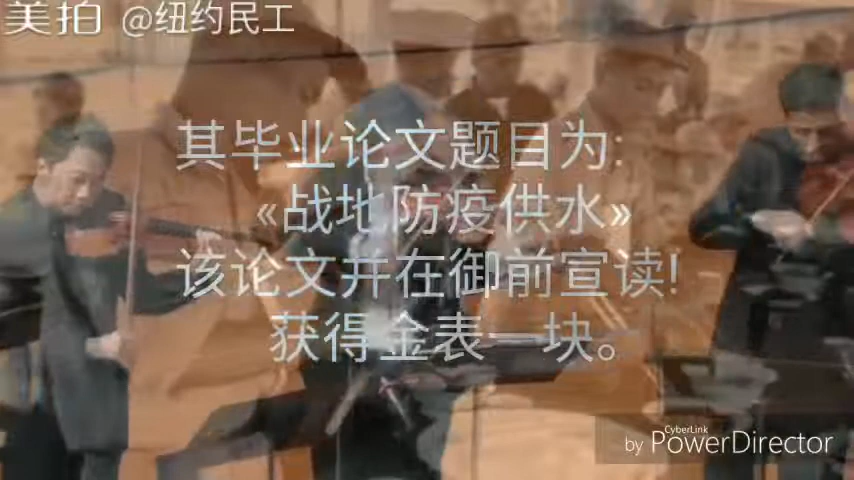 美拍 @纽约民工
其毕业论文题目为:
《战地防疫供水》
该论文并在御前宣读!
获得金表一块。
CyberLink
by PowerDirector